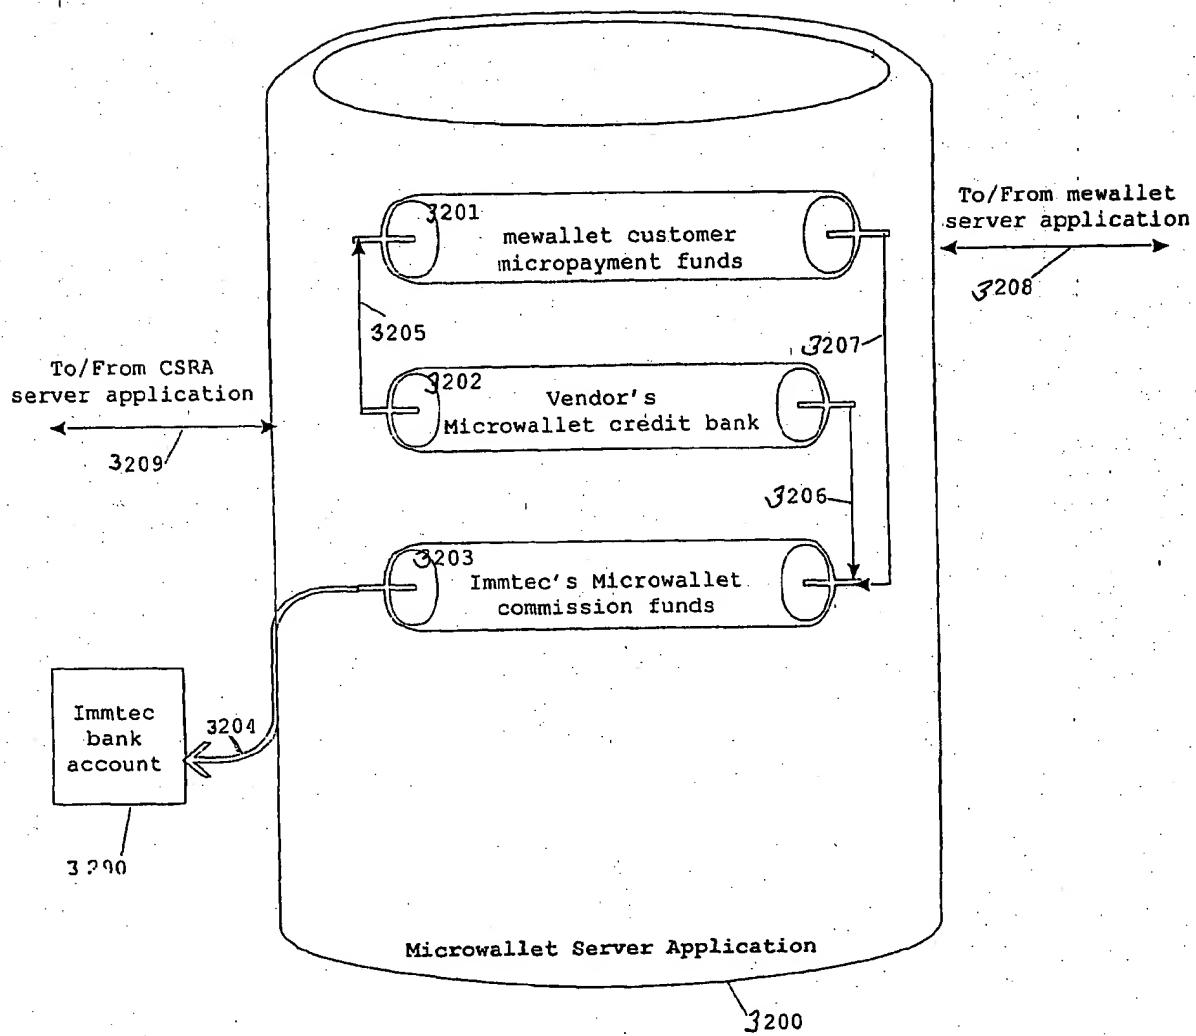 3201
mewallet customer
micropayment funds
To/From mewallet
server application
3208
3205
3207
To/From CSRA
server application
3202
Vendor's
Microwallet credit bank
3209
3206
3203
Immtec's Microwallet
commission funds
Immtec
bank
account
3204
Microwallet Server Application
3200